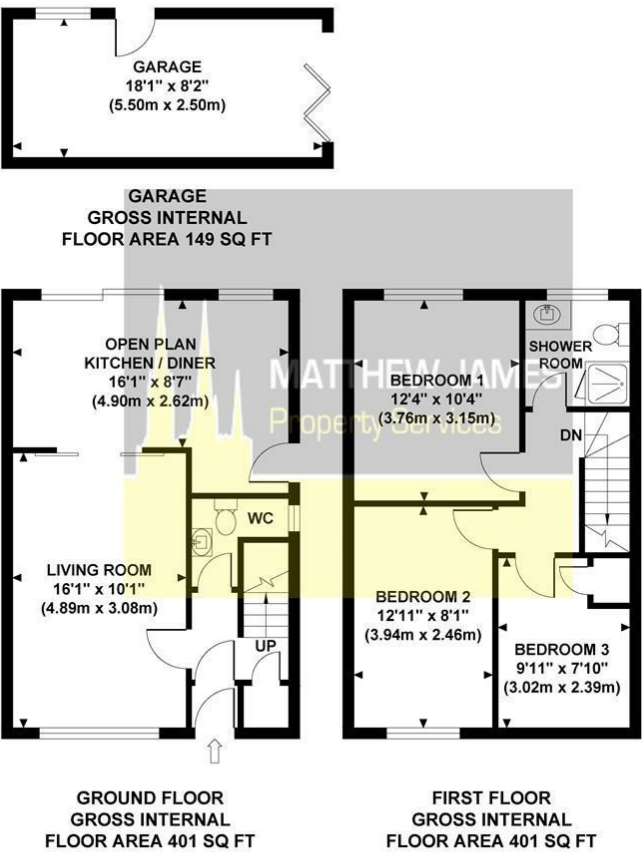 GARAGE
18'1" x 8'2"
(5.50m x 2.50m)
GARAGE
GROSS INTERNAL
FLOOR AREA 149 SQ FT
OPEN PLAN
KITCHEN / DINER
16'1" x 8'7"
(4.90m x 2.62m)
MATTHEW JAMES
Property Services
WC
LIVING ROOM
16'1" x 10'1"
(4.89m x 3.08m)
UP
GROUND FLOOR
GROSS INTERNAL
FLOOR AREA 401 SQ FT
SHOWER
ROOM
BEDROOM 1
12'4" x 10'4"
(3.76m x 3.15m)
DN
BEDROOM 2
12'11" x 8'1"
(3.94m x 2.46m)
BEDROOM 3
9'11" x 7'10"
(3.02m x 2.39m)
FIRST FLOOR
GROSS INTERNAL
FLOOR AREA 401 SQ FT